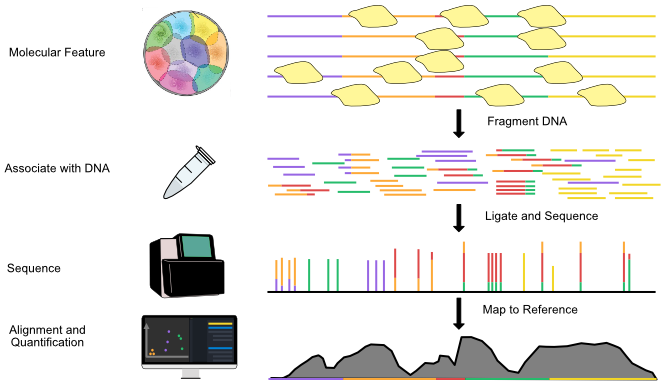 Molecular Feature
Fragment DNA
Associate with DNA
Ligate and Sequence
Sequence
Map to Reference
Alignment and
Quantification